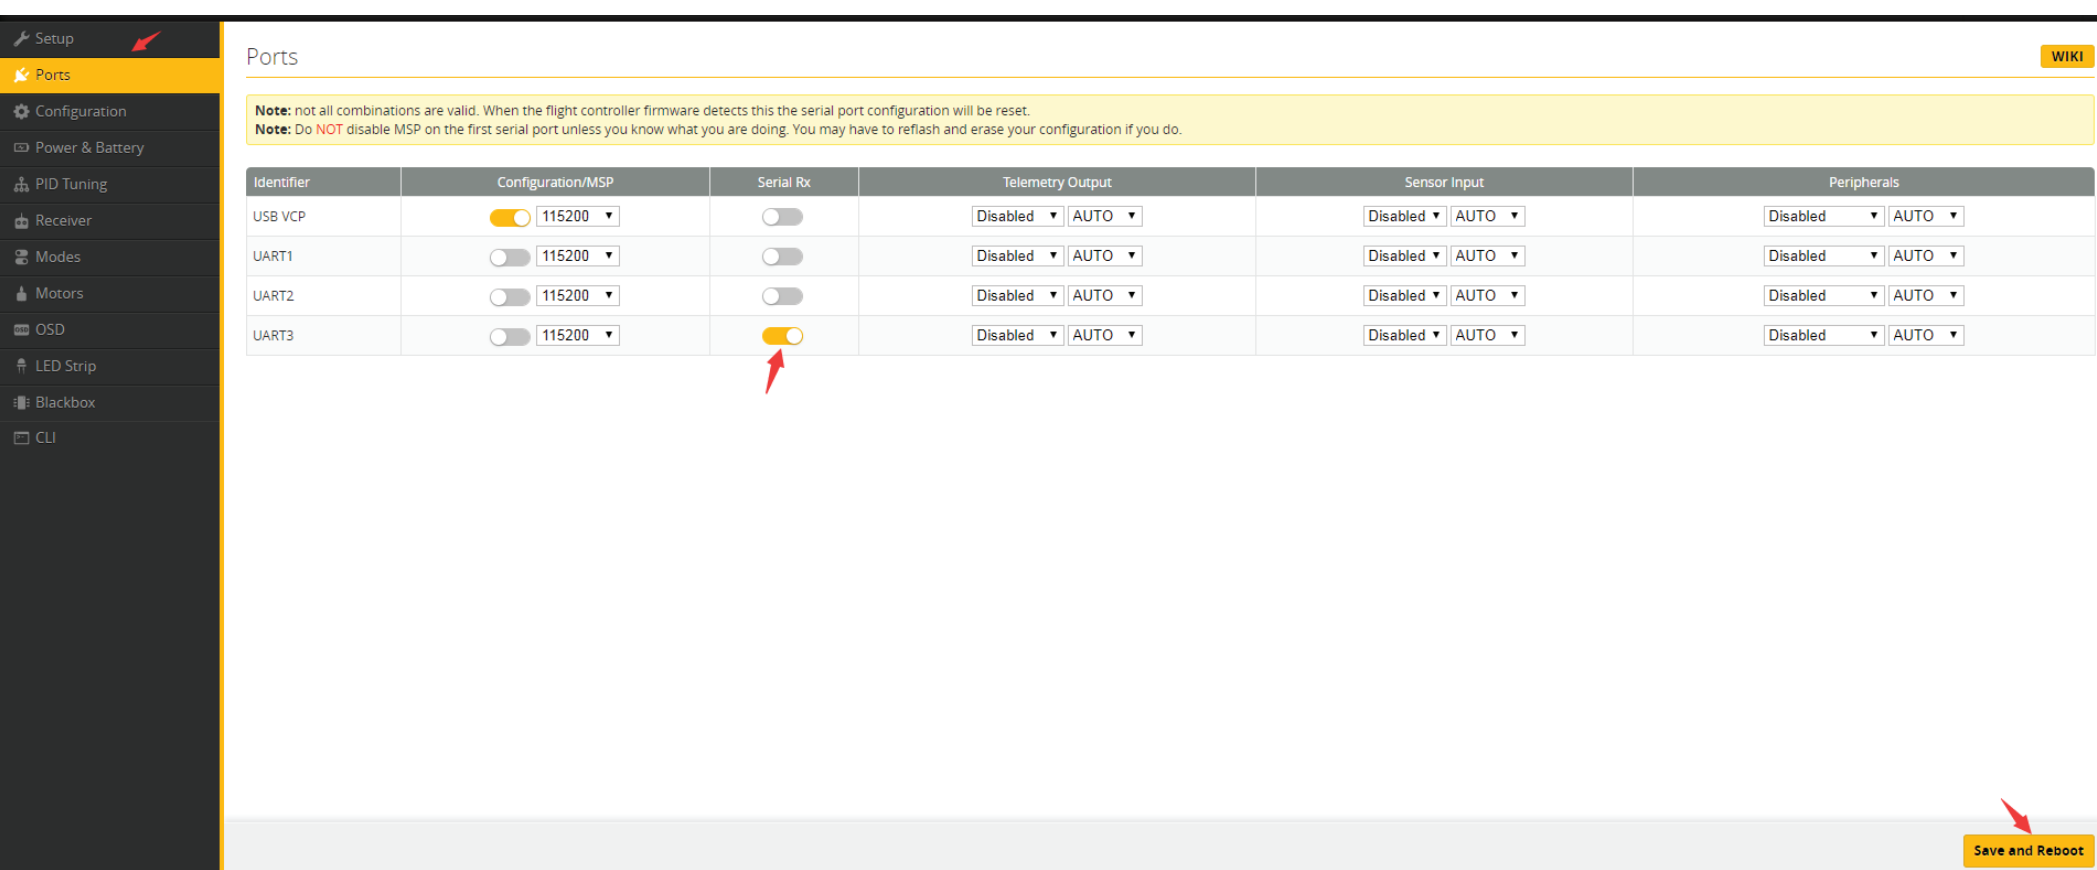 Setup
Ports
Configuration
Power & Battery
PID Tuning
Receiver
Modes
Motors
OSD
LED Strip
Blackbox
CLI
Ports
WIKI
Note: not all combinations are valid. When the flight controller firmware detects this the serial port configuration will be reset.
Note: Do NOT disable MSP on the first serial port unless you know what you are doing. You may have to reflash and erase your configuration if you do.
Identifier Configuration/MSP Serial Rx Telemetry Output Sensor Input Peripherals
USB VCP 115200 Disabled AUTO Disabled AUTO Disabled AUTO
UART1 115200 Disabled AUTO Disabled AUTO Disabled AUTO
UART2 115200 Disabled AUTO Disabled AUTO Disabled AUTO
UART3 115200 Disabled AUTO Disabled AUTO Disabled AUTO
Save and Reboot